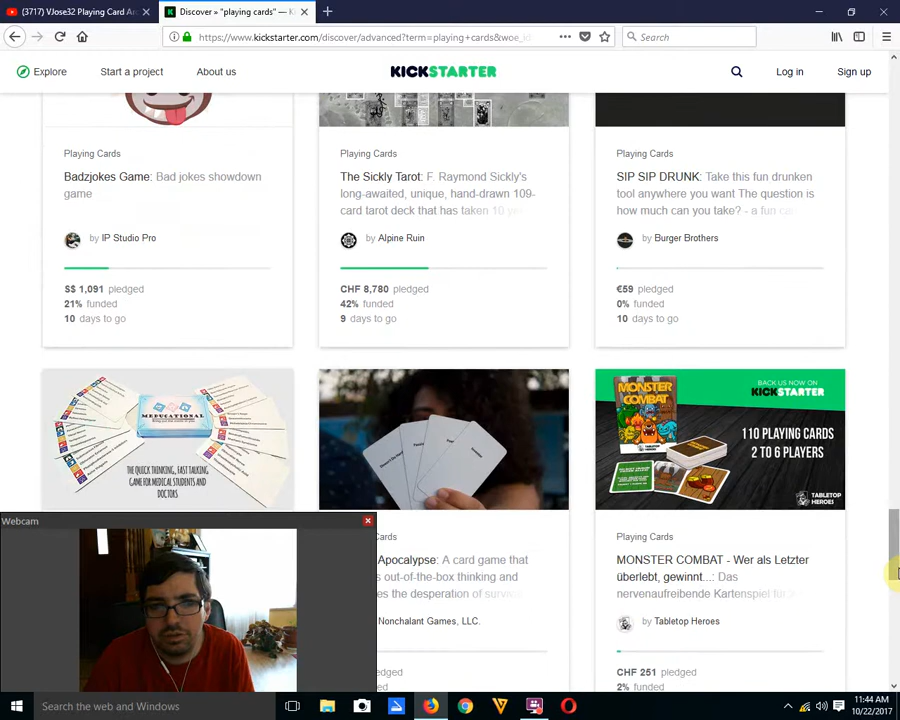 (3717) VJose32 Playing Card Ar
Discover » "playing cards" — Ki
https://www.kickstarter.com/discover/advanced?term=playing+cards&woe_id
Search
Explore
Start a project
About us
KICKSTARTER
Log in
Sign up
Playing Cards
Badzjokes Game: Bad jokes showdown
game
by IP Studio Pro
S$ 1,091 pledged
21% funded
10 days to go
Playing Cards
The Sickly Tarot: F. Raymond Sickly's
long-awaited, unique, hand-drawn 109-
card tarot deck that has taken 10 ye
by Alpine Ruin
CHF 8,780 pledged
42% funded
9 days to go
Playing Cards
SIP SIP DRUNK: Take this fun drunken
tool anywhere you want The question is
how much can you take? - a fun ca
by Burger Brothers
€59 pledged
0% funded
10 days to go
MEDUCATIONAL
THE QUICK THINKING, FAST TALKING
GAME FOR MEDICAL STUDENTS AND
DOCTORS
MONSTER
COMBAT
BACK US NOW ON
KICKSTARTER
110 PLAYING CARDS
2 TO 6 PLAYERS
TABLETOP
HEROES
Webcam
Cards
Apocalypse: A card game that
s out-of-the-box thinking and
es the desperation of surviv
Nonchalant Games, LLC.
pledged
Playing Cards
MONSTER COMBAT - Wer als Letzter
überlebt, gewinnt...: Das
nervenaufreibende Kartenspiel fü
by Tabletop Heroes
CHF 251 pledged
2% funded
Search the web and Windows
11:44 AM
10/22/2017